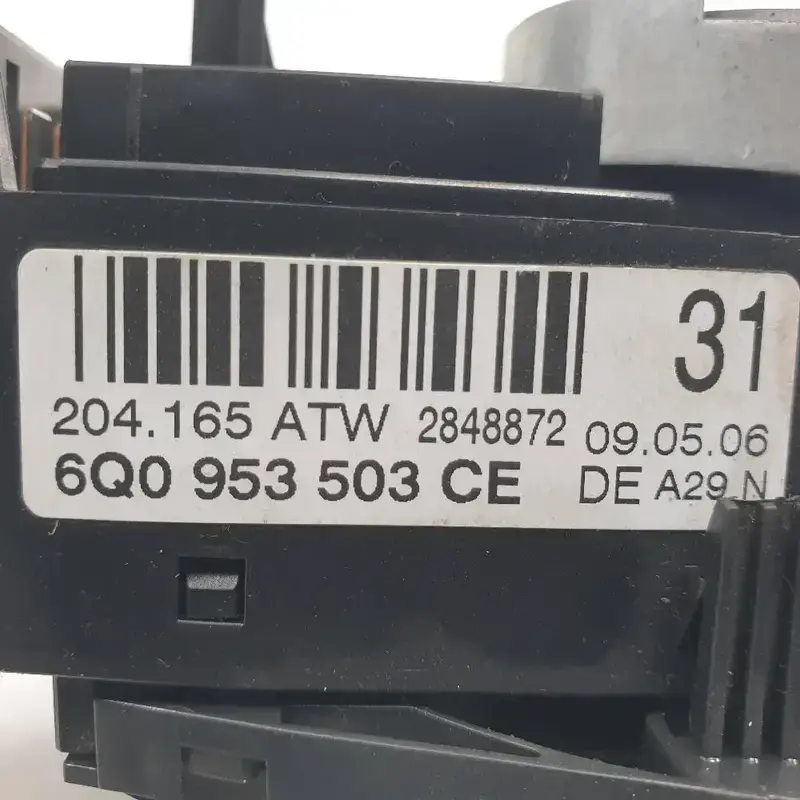 31
204.165 ATW 2848872 09.05.06
6Q0 953 503 CE DE A29 N